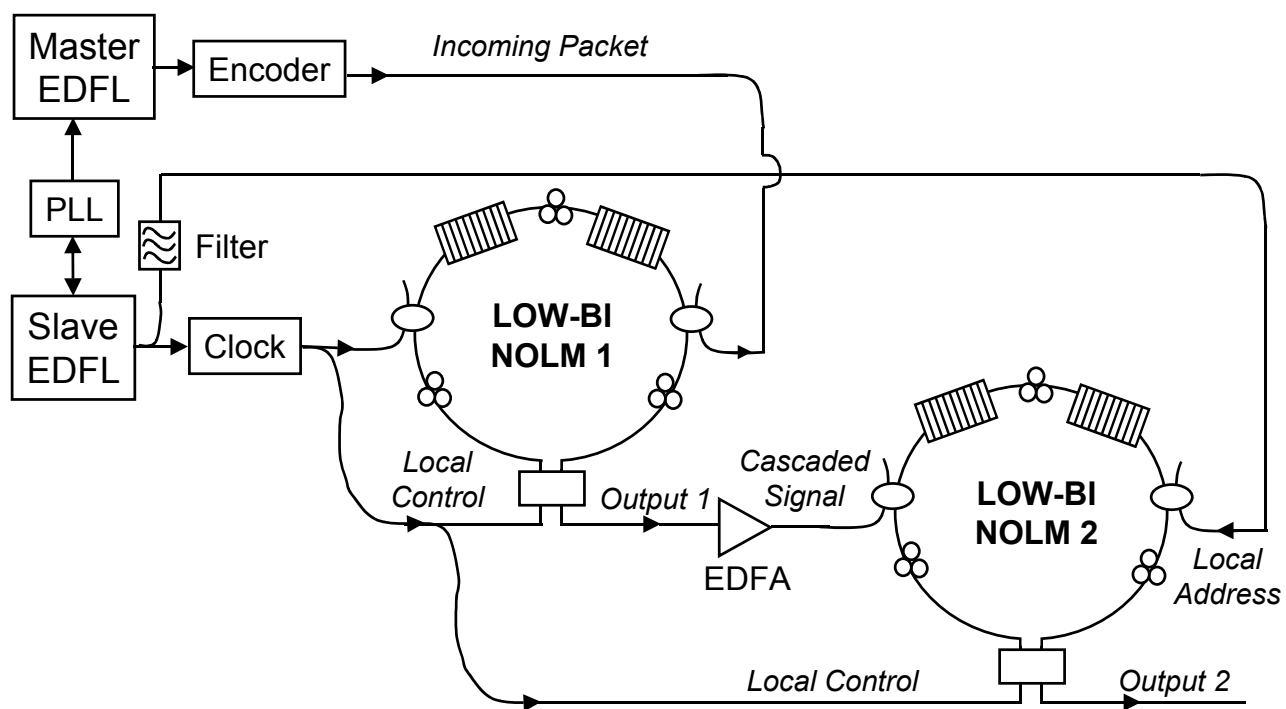 Master
EDFL
Encoder
Incoming Packet
PLL
Filter
Slave
EDFL
Clock
LOW-BI
NOLM 1
Local
Control
Output 1
EDFA
Cascaded
Signal
LOW-BI
NOLM 2
Local
Address
Local Control
Output 2